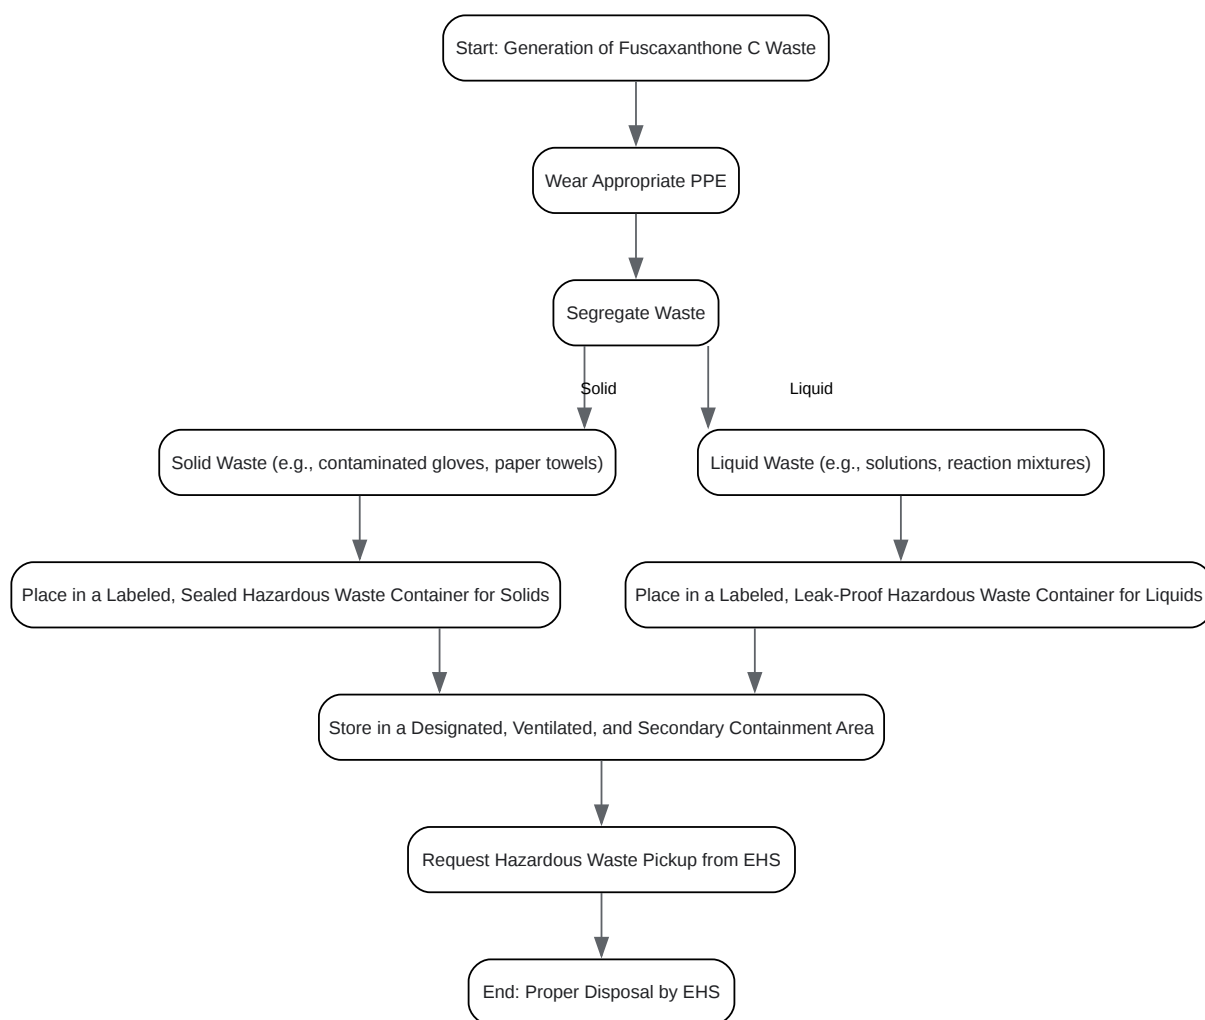 Start: Generation of Fuscaxanthone C Waste
Wear Appropriate PPE
Segregate Waste
Solid
Liquid
Solid Waste (e.g., contaminated gloves, paper towels)
Liquid Waste (e.g., solutions, reaction mixtures)
Place in a Labeled, Sealed Hazardous Waste Container for Solids
Place in a Labeled, Leak-Proof Hazardous Waste Container for Liquids
Store in a Designated, Ventilated, and Secondary Containment Area
Request Hazardous Waste Pickup from EHS
End: Proper Disposal by EHS